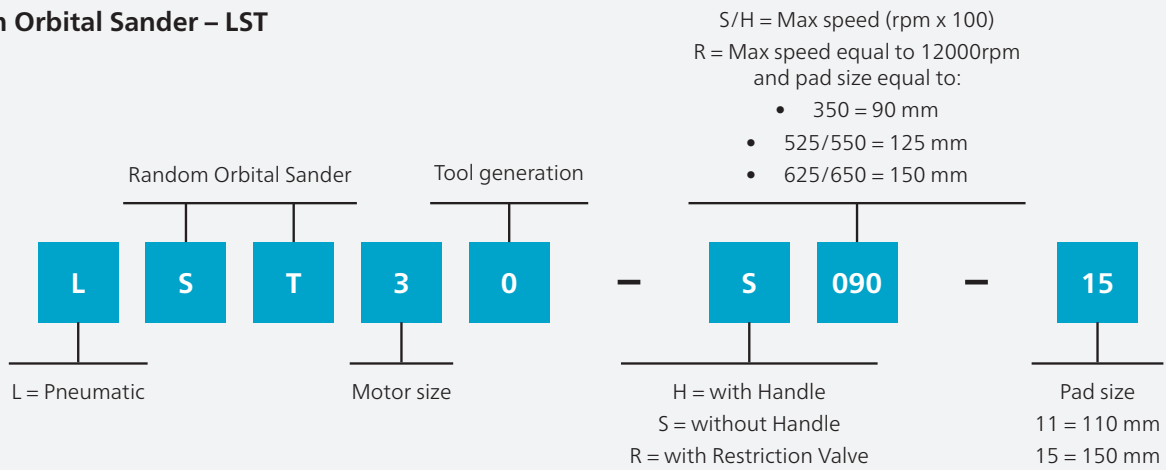 Orbital Sander – LST
S/H = Max speed (rpm x 100)
R = Max speed equal to 12000rpm
and pad size equal to:
• 350 = 90 mm
• 525/550 = 125 mm
• 625/650 = 150 mm
Random Orbital Sander
Tool generation
L S T 3 0 – S 090 – 15
L = Pneumatic
Motor size
H = with Handle
S = without Handle
R = with Restriction Valve
Pad size
11 = 110 mm
15 = 150 mm